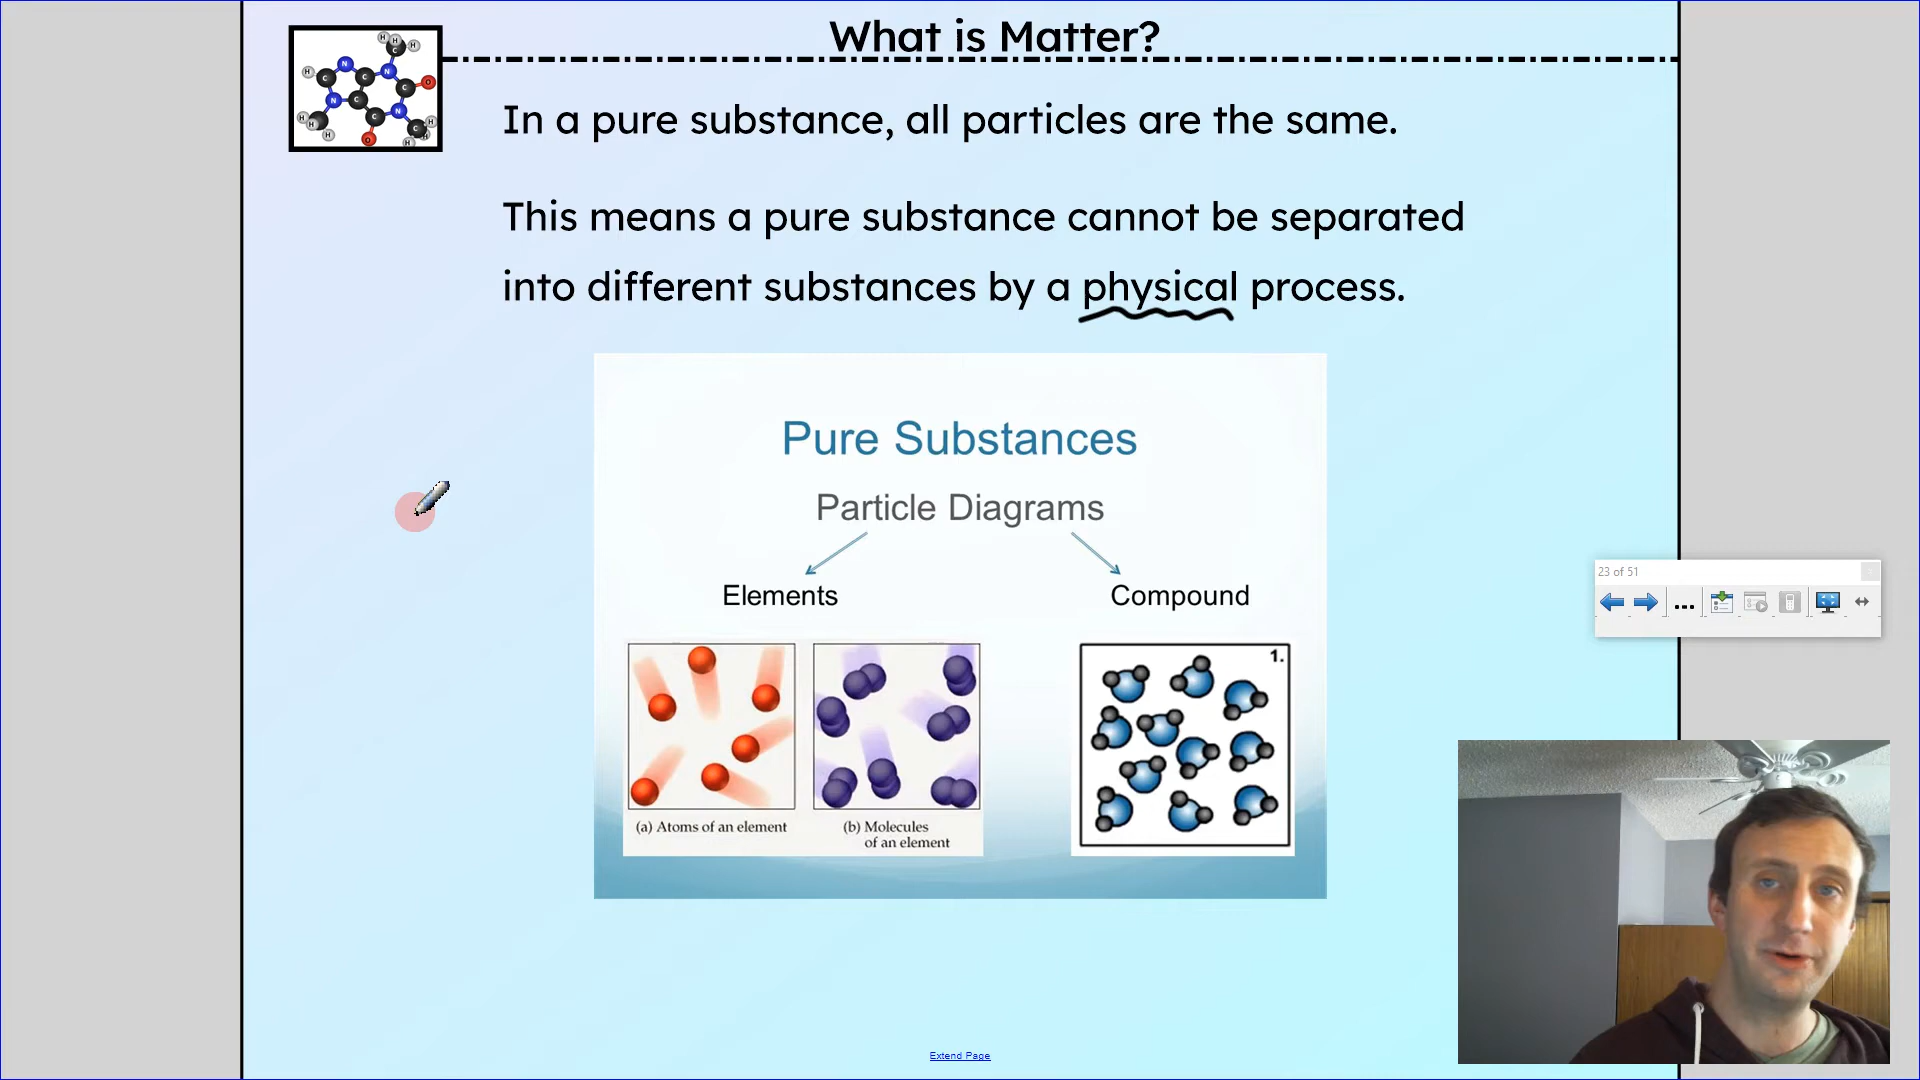 What is Matter?
In a pure substance, all particles are the same.
This means a pure substance cannot be separated
into different substances by a physical process.
Pure Substances
Particle Diagrams
Elements
Compound
1.
(a) Atoms of an element
(b) Molecules
of an element
23 of 51
Extend Page